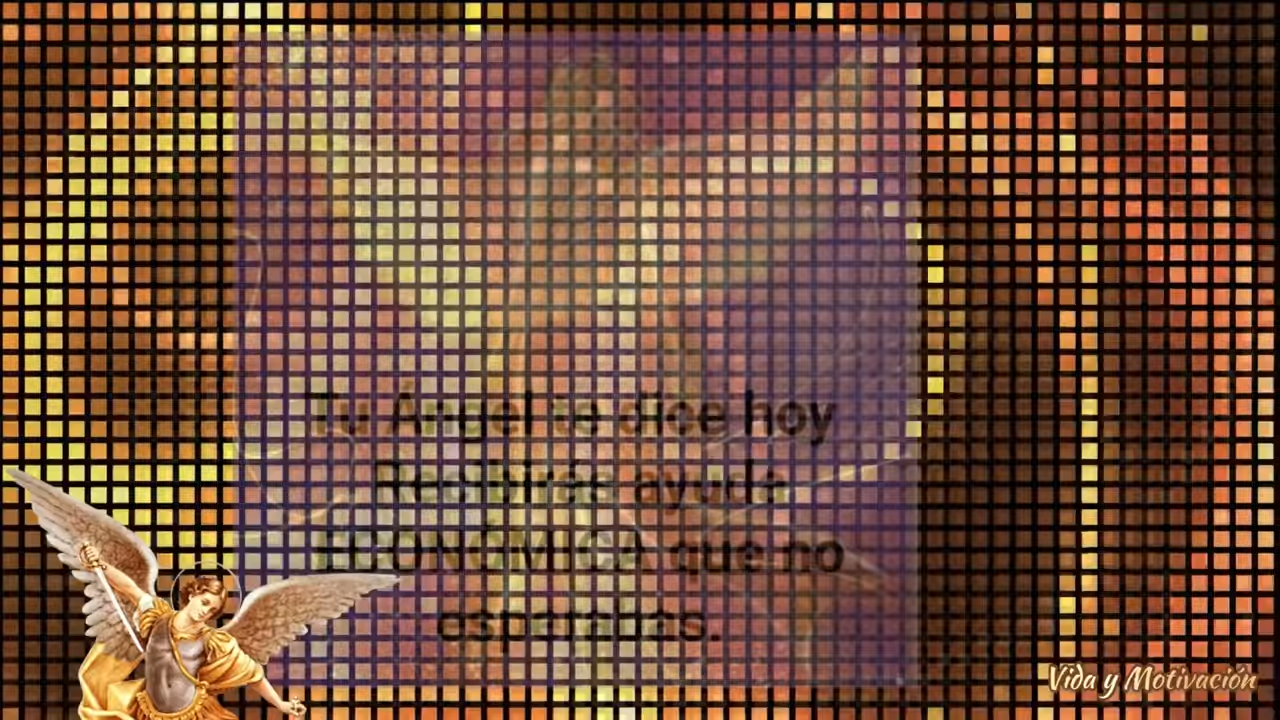 Tu Ángel te dice hoy
Recibirás ayuda
ECONÓMICA que no
esperabas.
Vida y Motivación